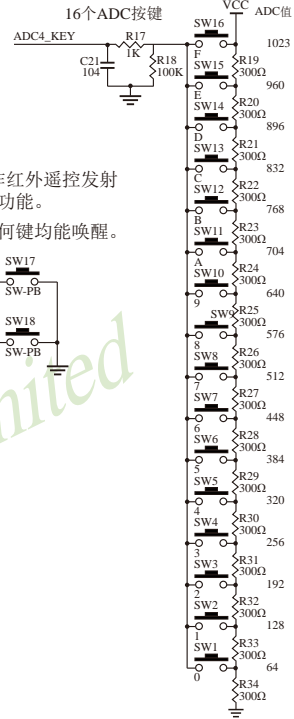 16个ADC按键
VCC
ADC值
ADC4_KEY
R17
1K
C21
104
R18
100K
SW16
F
1023
R19
300Ω
SW15
E
960
R20
300Ω
SW14
D
896
R21
300Ω
SW13
C
832
R22
300Ω
SW12
B
768
R23
300Ω
SW11
A
704
R24
300Ω
SW10
9
640
R25
300Ω
SW9
8
576
R26
300Ω
SW8
7
512
R27
300Ω
SW7
6
448
R28
300Ω
SW6
5
384
R29
300Ω
SW5
4
320
R30
300Ω
SW4
3
256
R31
300Ω
SW3
2
192
R32
300Ω
SW2
1
128
R33
300Ω
SW1
0
64
R34
300Ω
红外遥控发射
功能。
何键均能唤醒。
SW17
SW-PB
SW18
SW-PB
nited